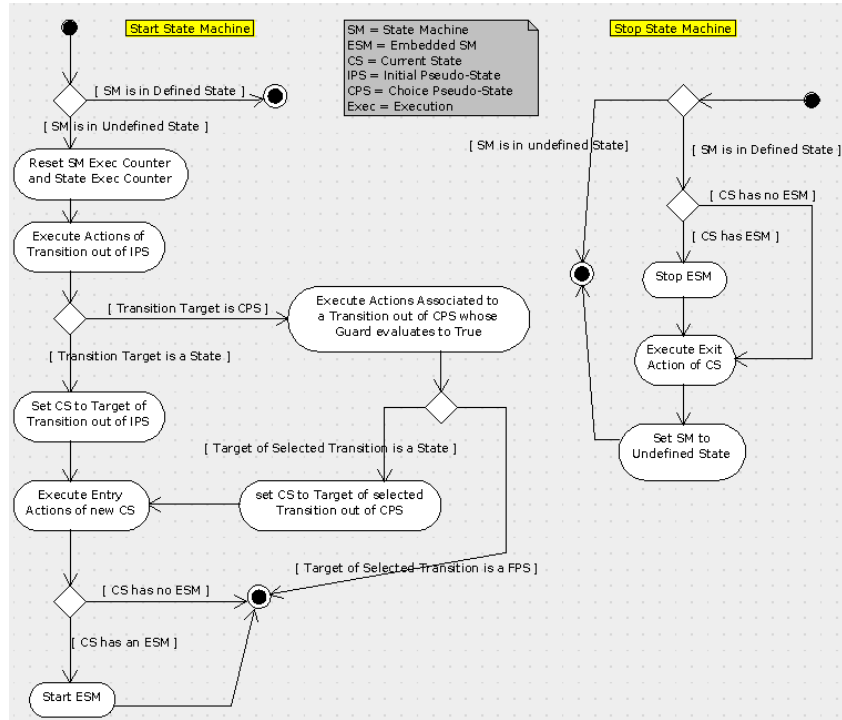 Start State Machine
SM = State Machine
ESM = Embedded SM
CS = Current State
IPS = Initial Pseudo-State
CPS = Choice Pseudo-State
Exec = Execution
Stop State Machine
[ SM is in Defined State ]
[ SM is in Undefined State ]
Reset SM Exec Counter
and State Exec Counter
Execute Actions of
Transition out of IPS
[ Transition Target is CPS ]
Execute Actions Associated to
a Transition out of CPS whose
Guard evaluates to True
[ Transition Target is a State ]
Set CS to Target of
Transition out of IPS
[ Target of Selected Transition is a State ]
Execute Entry
Actions of new CS
set CS to Target of selected
Transition out of CPS
[ Target of Selected Transition is a FPS ]
[ CS has no ESM ]
[ CS has an ESM ]
Start ESM
[ SM is in undefined State]
[ SM is in Defined State ]
[ CS has no ESM ]
[ CS has ESM ]
Stop ESM
Execute Exit
Action of CS
Set SM to
Undefined State